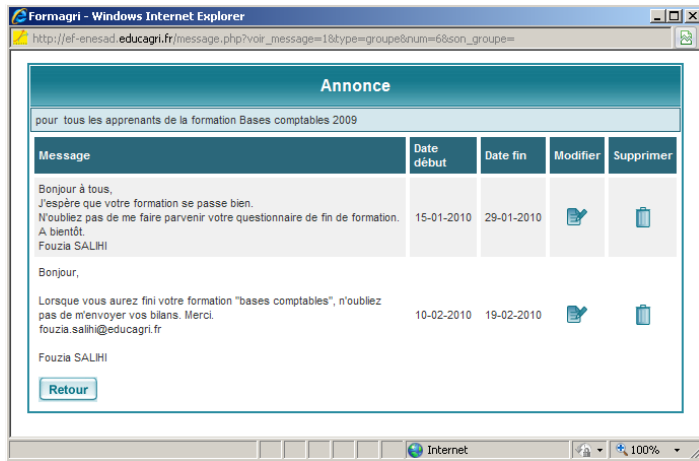 Formagri - Windows Internet Explorer
http://ef-enesad.educagri.fr/message.php?voir_message=1&type=groupe&num=6&son_groupe=
Annonce
pour tous les apprenants de la formation Bases comptables 2009
Message
Date début
Date fin
Modifier
Supprimer
Bonjour à tous,
J'espère que votre formation se passe bien.
N'oubliez pas de me faire parvenir votre questionnaire de fin de formation.
A bientôt.
Fouzia SALIHI
15-01-2010
29-01-2010
Bonjour,
Lorsque vous aurez fini votre formation "bases comptables", n'oubliez
pas de m'envoyer vos bilans. Merci.
fouzia.salihi@educagri.fr
Fouzia SALIHI
10-02-2010
19-02-2010
Retour
Internet
100%